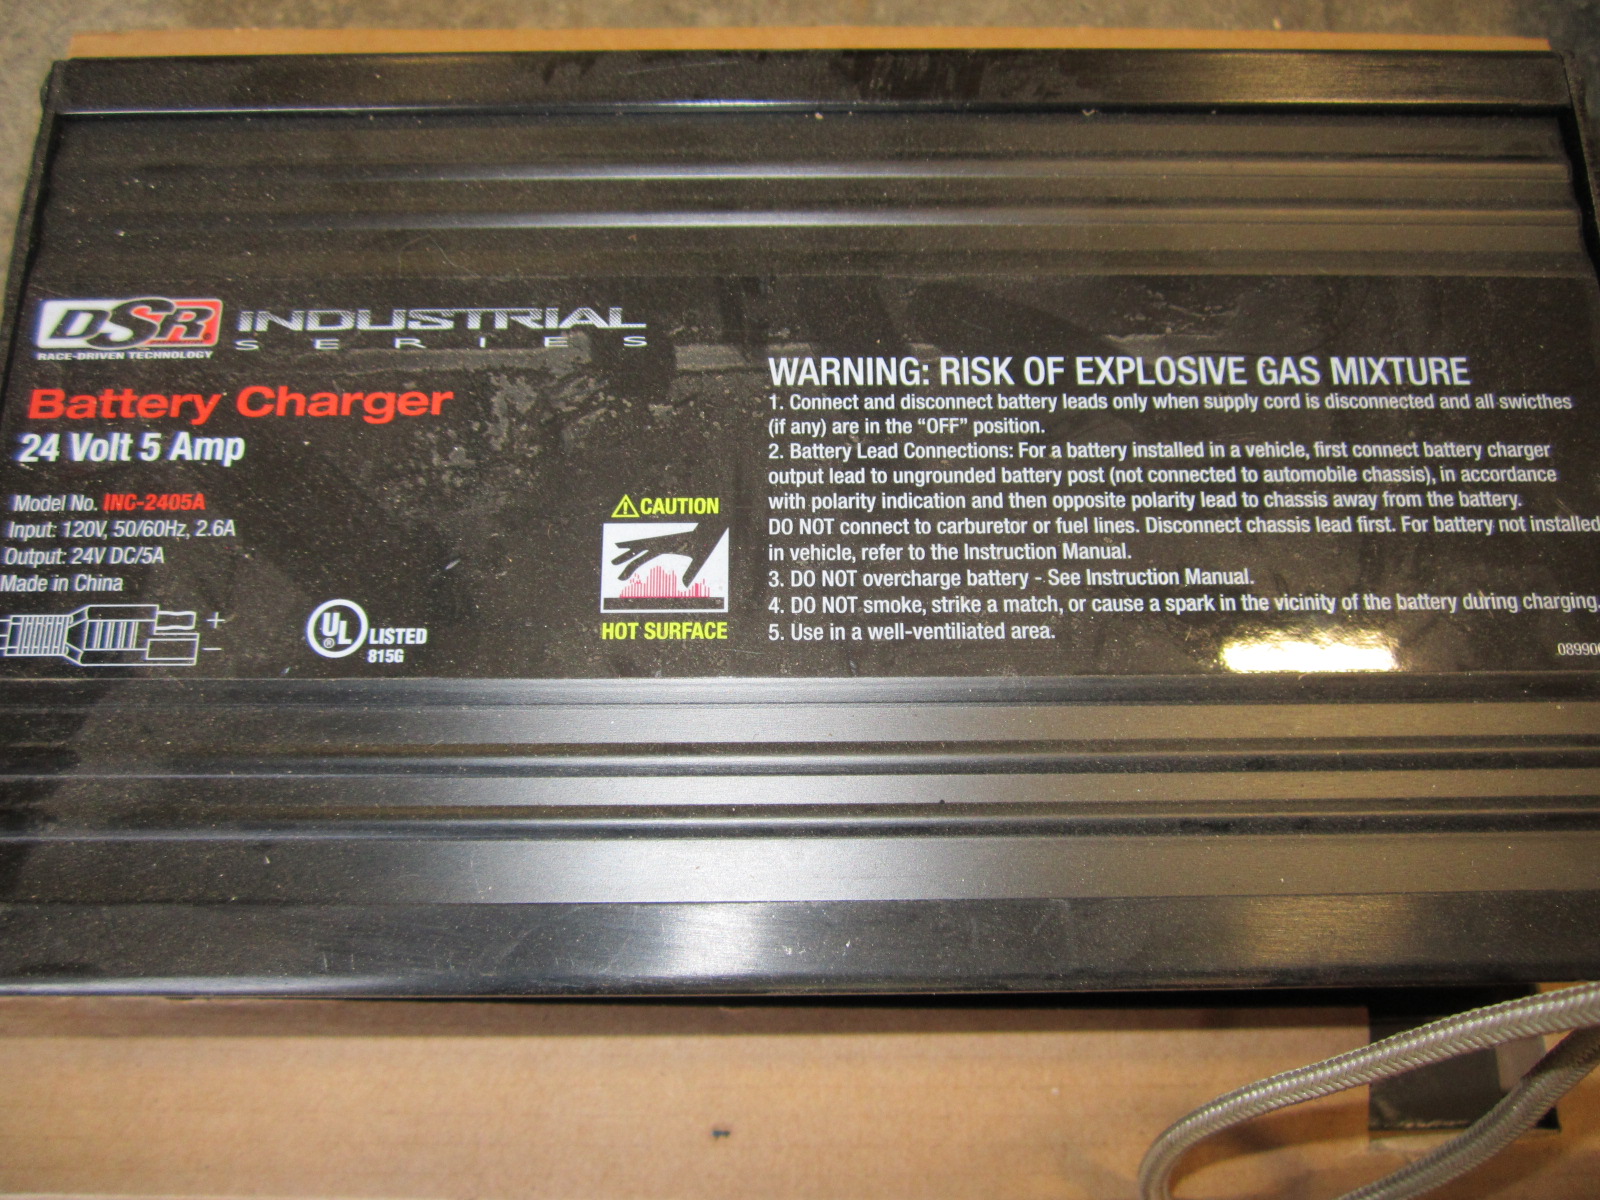 DSR
RACE-DRIVEN TECHNOLOGY
INDUSTRIAL
SERIES
Battery Charger
24 Volt 5 Amp
Model No. INC-2405A
Input: 120V, 50/60Hz, 2.6A
Output: 24V DC/5A
Made in China
+
−
UL
®
LISTED
815G
CAUTION
HOT SURFACE
WARNING: RISK OF EXPLOSIVE GAS MIXTURE
1. Connect and disconnect battery leads only when supply cord is disconnected and all swicthes
(if any) are in the “OFF” position.
2. Battery Lead Connections: For a battery installed in a vehicle, first connect battery charger
output lead to ungrounded battery post (not connected to automobile chassis), in accordance
with polarity indication and then opposite polarity lead to chassis away from the battery.
DO NOT connect to carburetor or fuel lines. Disconnect chassis lead first. For battery not installed
in vehicle, refer to the Instruction Manual.
3. DO NOT overcharge battery - See Instruction Manual.
4. DO NOT smoke, strike a match, or cause a spark in the vicinity of the battery during charging.
5. Use in a well-ventiliated area.